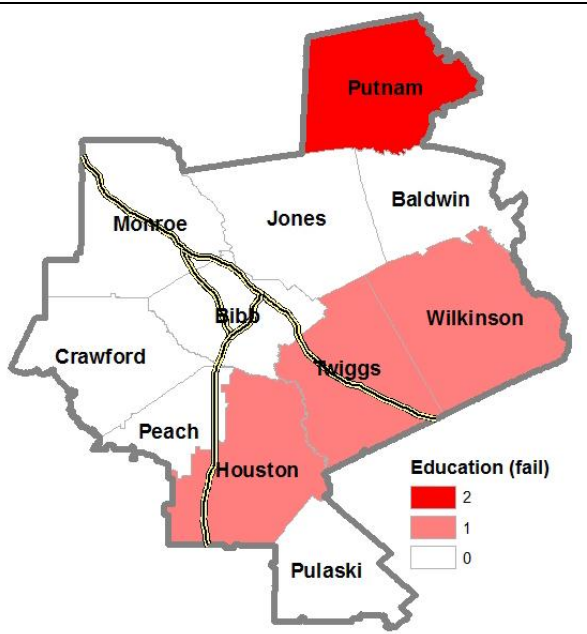 Putnam
Baldwin
Jones
Monroe
Wilkinson
Bibb
Crawford
Twiggs
Peach
Houston
Education (fail)
2
1
0
Pulaski